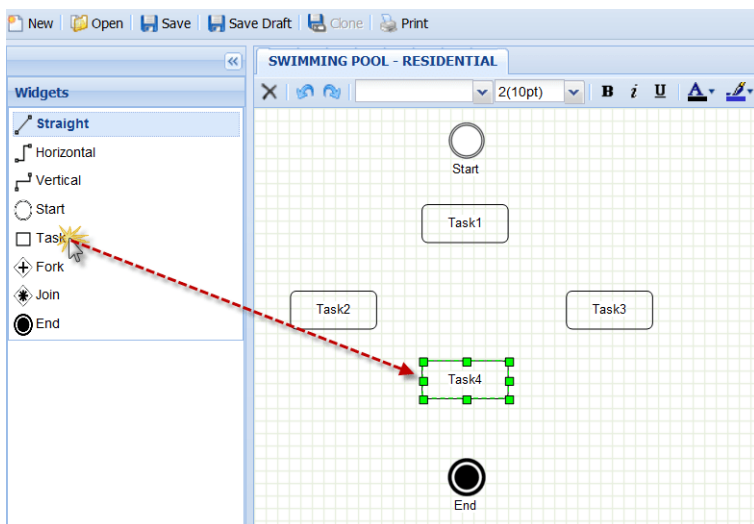 New Open Save Save Draft Clone Print
SWIMMING POOL - RESIDENTIAL
Widgets
2(10pt) B i U A
Straight
Horizontal
Vertical
Start
Task
Fork
Join
End
Start
Task1
Task2 Task3
Task4
End